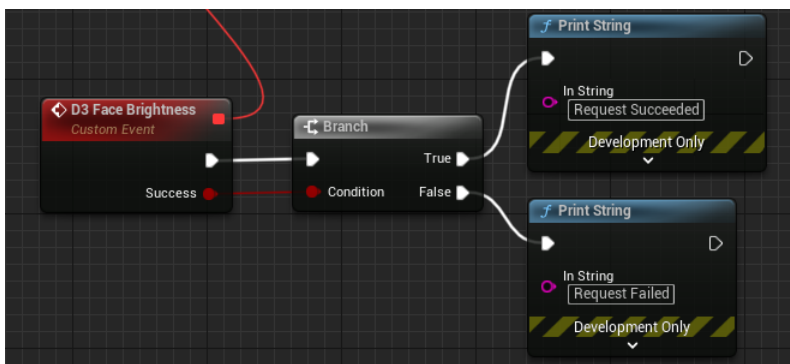 D3 Face Brightness
Custom Event
Success
Branch
True
Condition
False
f Print String
In String
Request Succeeded
Development Only
f Print String
In String
Request Failed
Development Only